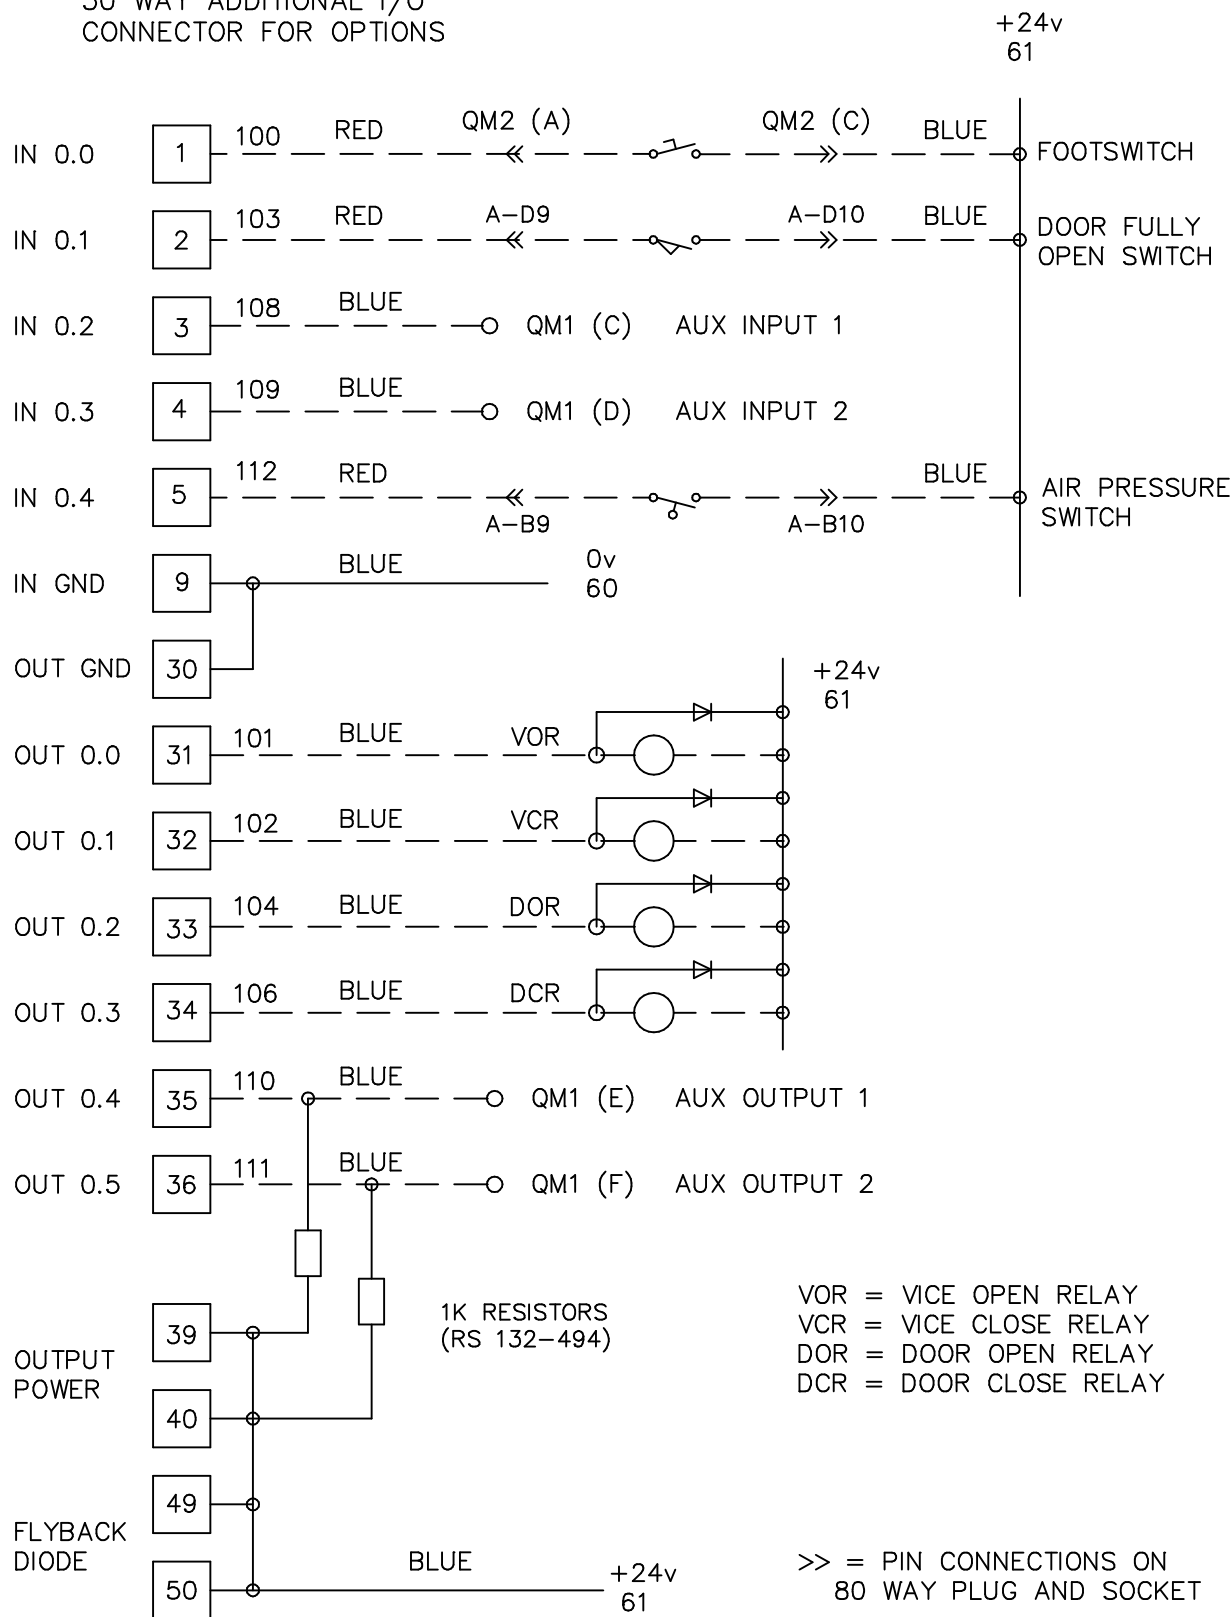 50 WAY ADDITIONAL I/O
CONNECTOR FOR OPTIONS
+24v
61
IN 0.0 1 100 RED QM2 (A) QM2 (C) BLUE FOOTSWITCH
IN 0.1 2 103 RED A-D9 A-D10 BLUE DOOR FULLY
OPEN SWITCH
IN 0.2 3 108 BLUE QM1 (C) AUX INPUT 1
IN 0.3 4 109 BLUE QM1 (D) AUX INPUT 2
IN 0.4 5 112 RED A-B9 A-B10 BLUE AIR PRESSURE
SWITCH
IN GND 9 BLUE 0v
60
OUT GND 30
+24v
61
OUT 0.0 31 101 BLUE VOR
OUT 0.1 32 102 BLUE VCR
OUT 0.2 33 104 BLUE DOR
OUT 0.3 34 106 BLUE DCR
OUT 0.4 35 110 BLUE QM1 (E) AUX OUTPUT 1
OUT 0.5 36 111 BLUE QM1 (F) AUX OUTPUT 2
39
OUTPUT
POWER
40
1K RESISTORS
(RS 132-494)
VOR = VICE OPEN RELAY
VCR = VICE CLOSE RELAY
DOR = DOOR OPEN RELAY
DCR = DOOR CLOSE RELAY
49
FLYBACK
DIODE
50 BLUE +24v
61
>> = PIN CONNECTIONS ON
80 WAY PLUG AND SOCKET